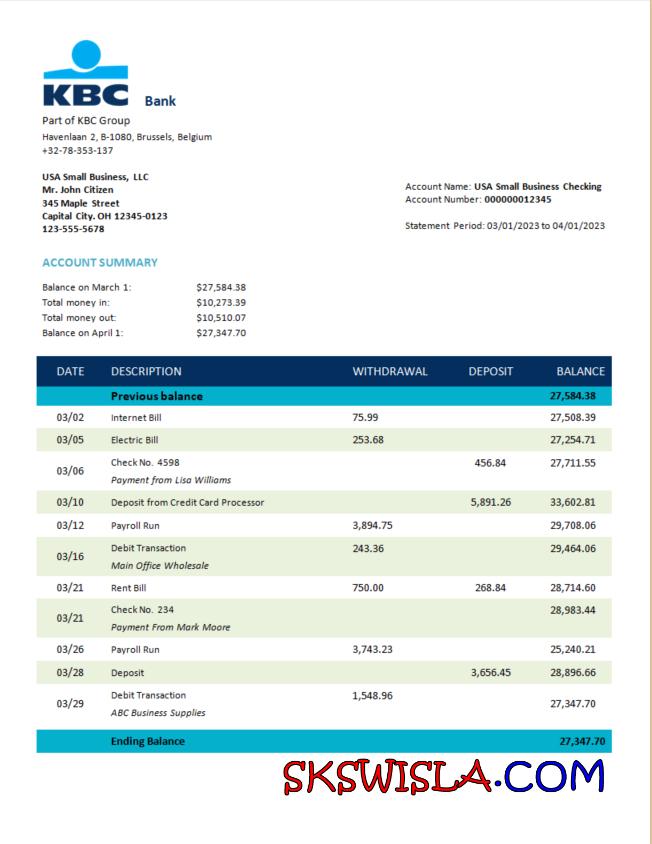 KBC Bank
Part of KBC Group
Havenlaan 2, B-1080, Brussels, Belgium
+32-78-353-137
USA Small Business, LLC
Mr. John Citizen
345 Maple Street
Capital City. OH 12345-0123
123-555-5678
Account Name: USA Small Business Checking
Account Number: 000000012345
Statement Period: 03/01/2023 to 04/01/2023
ACCOUNT SUMMARY
Balance on March 1: $27,584.38
Total money in: $10,273.39
Total money out: $10,510.07
Balance on April 1: $27,347.70
DATE DESCRIPTION WITHDRAWAL DEPOSIT BALANCE
Previous balance 27,584.38
03/02 Internet Bill 75.99 27,508.39
03/05 Electric Bill 253.68 27,254.71
03/06 Check No. 4598 456.84 27,711.55
Payment from Lisa Williams
03/10 Deposit from Credit Card Processor 5,891.26 33,602.81
03/12 Payroll Run 3,894.75 29,708.06
03/16 Debit Transaction 243.36 29,464.06
Main Office Wholesale
03/21 Rent Bill 750.00 268.84 28,714.60
03/21 Check No. 234 28,983.44
Payment From Mark Moore
03/26 Payroll Run 3,743.23 25,240.21
03/28 Deposit 3,656.45 28,896.66
03/29 Debit Transaction 1,548.96 27,347.70
ABC Business Supplies
Ending Balance 27,347.70
SKSWISLA.COM